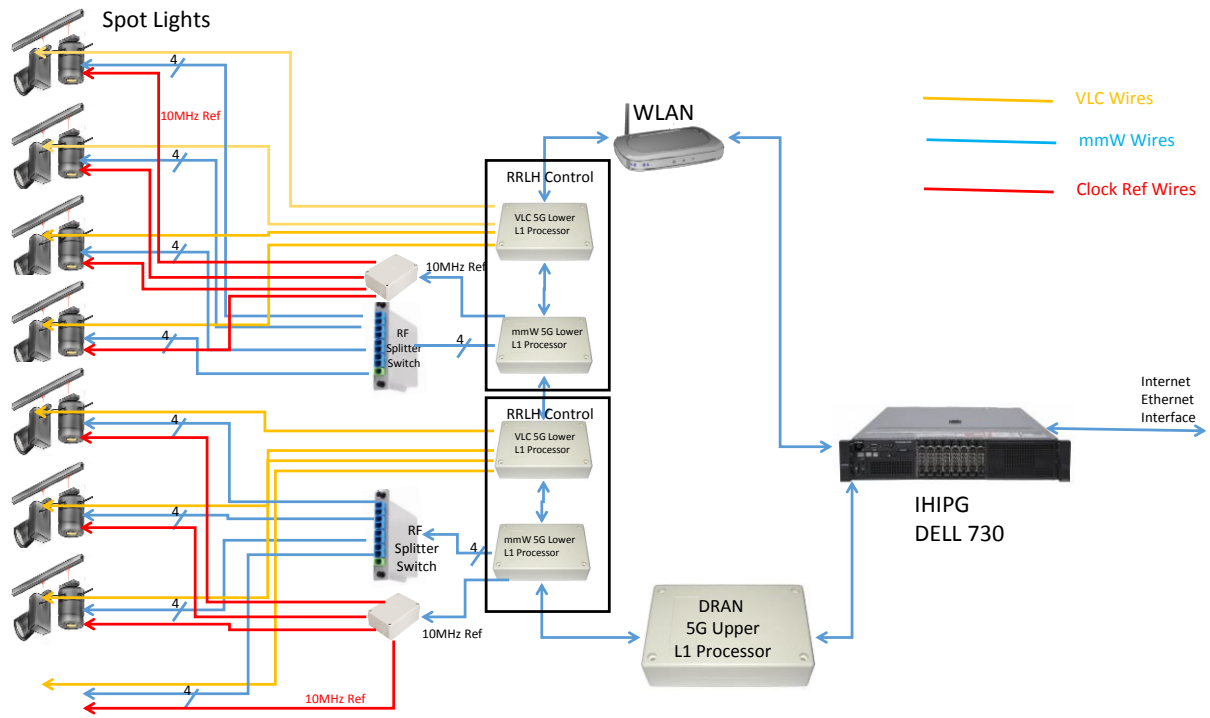 Spot Lights
4
10MHz Ref
4
4
4
4
4
4
4
10MHz Ref
10MHz Ref
RF
Splitter
Switch
4
RF
Splitter
Switch
4
10MHz Ref
RRLH Control
VLC 5G Lower
L1 Processor
mmW 5G Lower
L1 Processor
RRLH Control
VLC 5G Lower
L1 Processor
mmW 5G Lower
L1 Processor
WLAN
DRAN
5G Upper
L1 Processor
VLC Wires
mmW Wires
Clock Ref Wires
Internet
Ethernet
Interface
IHIPG
DELL 730